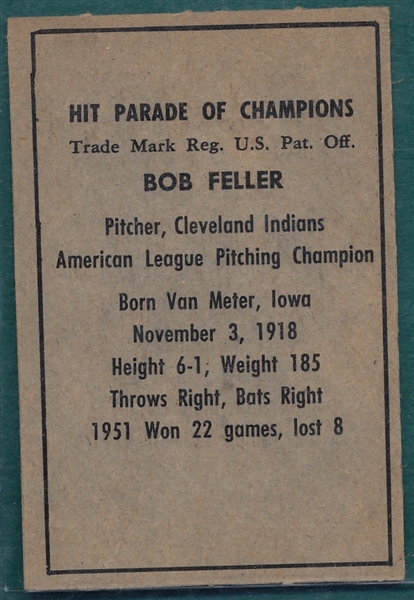 HIT PARADE OF CHAMPIONS
Trade Mark Reg. U.S. Pat. Off.
BOB FELLER
Pitcher, Cleveland Indians
American League Pitching Champion
Born Van Meter, Iowa
November 3, 1918
Height 6-1; Weight 185
Throws Right, Bats Right
1951 Won 22 games, lost 8